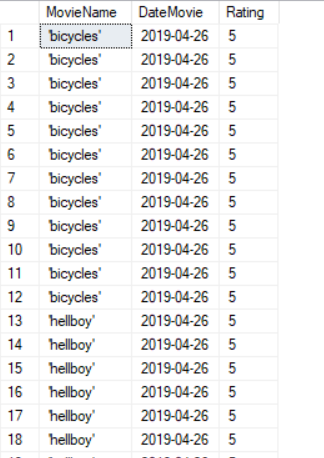 MovieName DateMovie Rating
1 'bicycles' 2019-04-26 5
2 'bicycles' 2019-04-26 5
3 'bicycles' 2019-04-26 5
4 'bicycles' 2019-04-26 5
5 'bicycles' 2019-04-26 5
6 'bicycles' 2019-04-26 5
7 'bicycles' 2019-04-26 5
8 'bicycles' 2019-04-26 5
9 'bicycles' 2019-04-26 5
10 'bicycles' 2019-04-26 5
11 'bicycles' 2019-04-26 5
12 'bicycles' 2019-04-26 5
13 'hellboy' 2019-04-26 5
14 'hellboy' 2019-04-26 5
15 'hellboy' 2019-04-26 5
16 'hellboy' 2019-04-26 5
17 'hellboy' 2019-04-26 5
18 'hellboy' 2019-04-26 5